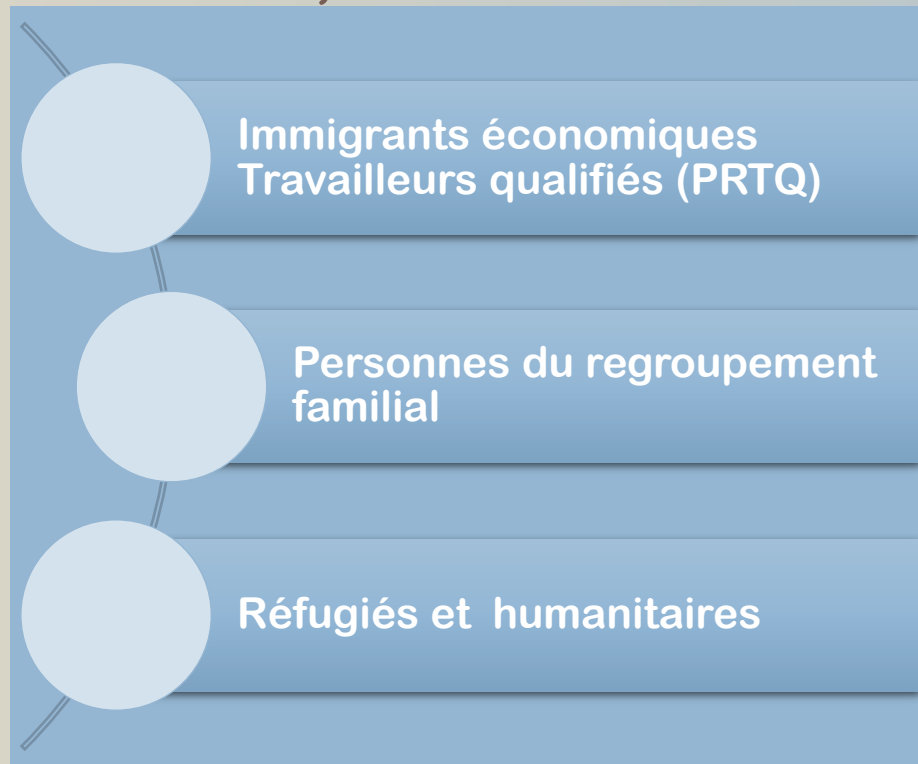 Immigrants économiques
Travailleurs qualifiés (PRTQ)
Personnes du regroupement
familial
Réfugiés et  humanitaires